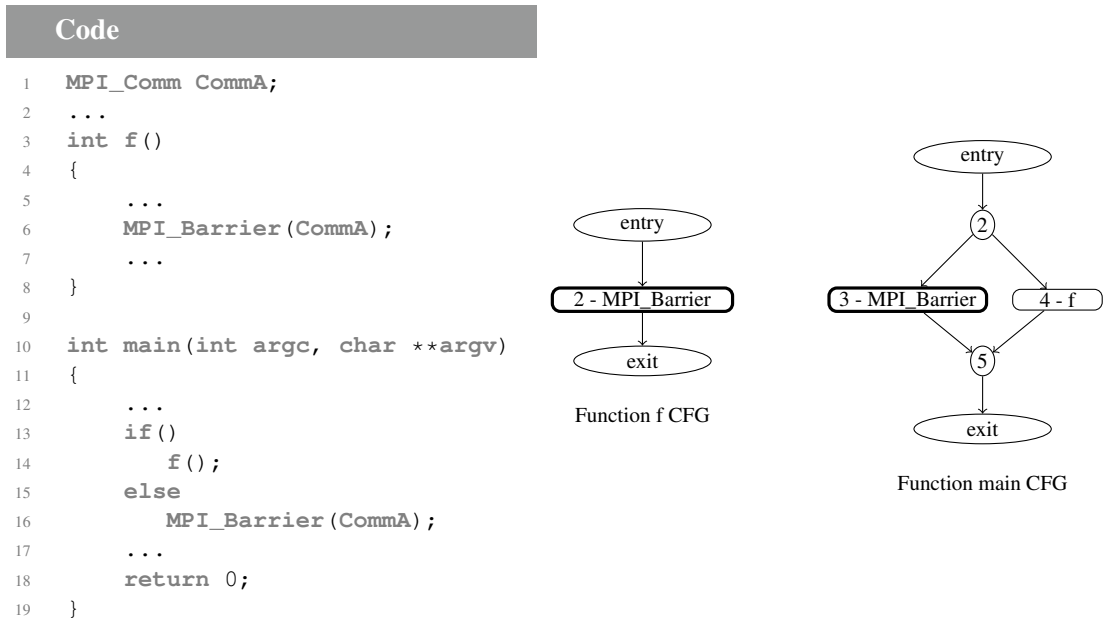 Code
1 MPI_Comm CommA;
2 ...
3 int f()
4 {
5 ...
6 MPI_Barrier(CommA);
7 ...
8 }
9
10 int main(int argc, char **argv)
11 {
12 ...
13 if()
14 f();
15 else
16 MPI_Barrier(CommA);
17 ...
18 return 0;
19 }
entry
2 - MPI_Barrier
exit
Function f CFG
entry
2
3 - MPI_Barrier 4 - f
5
exit
Function main CFG